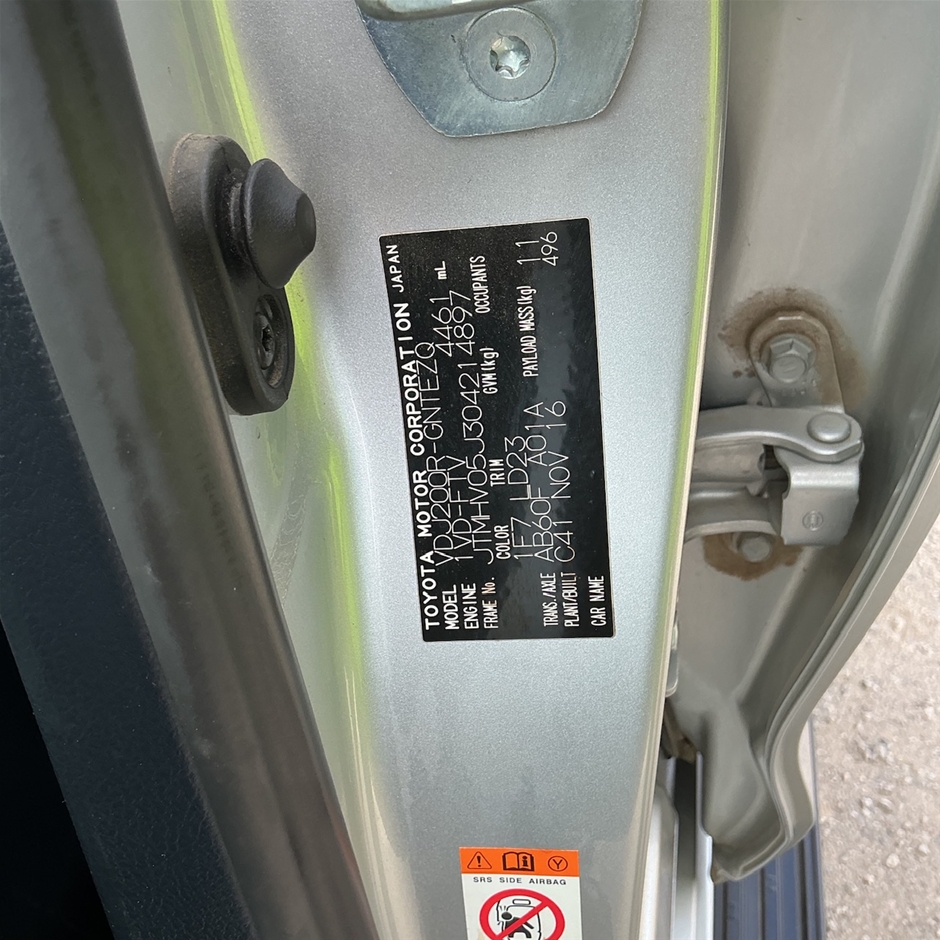 TOYOTA MOTOR CORPORATION JAPAN
MODEL VDJ200R-GNTEZQ
ENGINE 1VD-FTV 4461 mL
FRAME No. JTMHV05J304214897
COLOR TRIM GVM(kg) OCCUPANTS
1F7 LD23 11
TRANS./AXLE AB60F A01A PAYLOAD MASS(kg) 496
PLANT/BUILT C41 NOV 16
CAR NAME
SRS SIDE AIRBAG